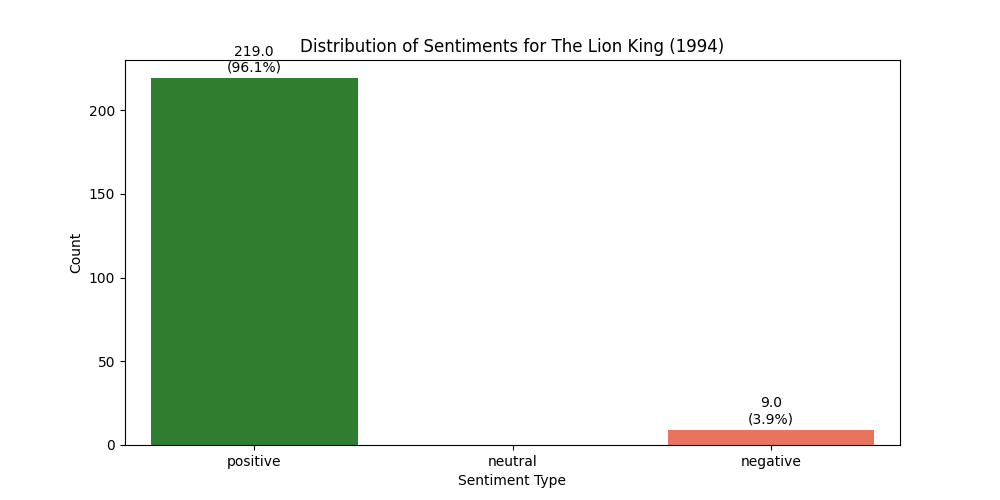 Distribution of Sentiments for The Lion King (1994)
219.0
(96.1%)
200
150
100
50
0
Count
9.0
(3.9%)
positive
neutral
negative
Sentiment Type